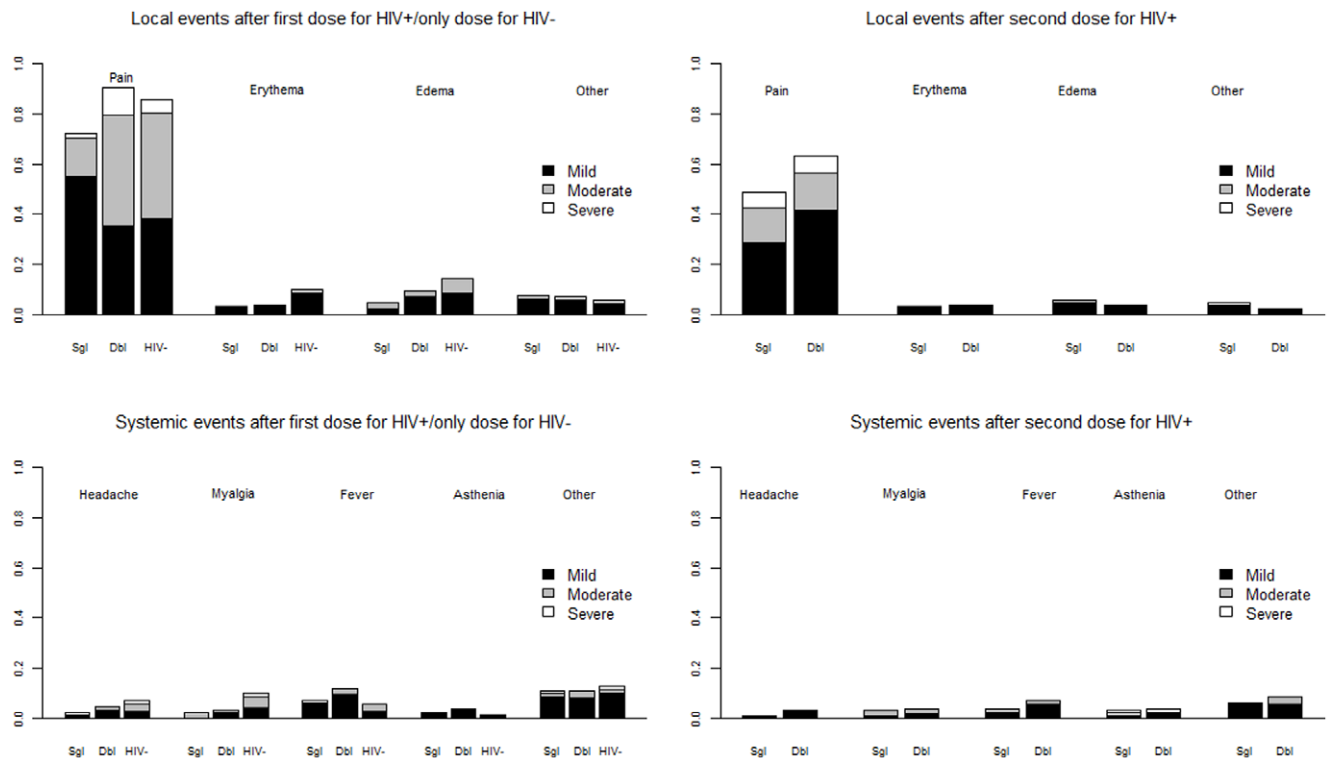 Local events after first dose for HIV+/only dose for HIV-
1.0
0.8
0.6
0.4
0.2
0.0
Pain
Erythema
Edema
Other
Mild
Moderate
Severe
Sgl Dbl HIV- Sgl Dbl HIV- Sgl Dbl HIV- Sgl Dbl HIV-
Local events after second dose for HIV+
1.0
0.8
0.6
0.4
0.2
0.0
Pain
Erythema
Edema
Other
Mild
Moderate
Severe
Sgl Dbl Sgl Dbl Sgl Dbl Sgl Dbl
Systemic events after first dose for HIV+/only dose for HIV-
1.0
0.8
0.6
0.4
0.2
0.0
Headache
Myalgia
Fever
Asthenia
Other
Mild
Moderate
Severe
Sgl Dbl HIV- Sgl Dbl HIV- Sgl Dbl HIV- Sgl Dbl HIV- Sgl Dbl HIV-
Systemic events after second dose for HIV+
1.0
0.8
0.6
0.4
0.2
0.0
Headache
Myalgia
Fever
Asthenia
Other
Mild
Moderate
Severe
Sgl Dbl Sgl Dbl Sgl Dbl Sgl Dbl Sgl Dbl